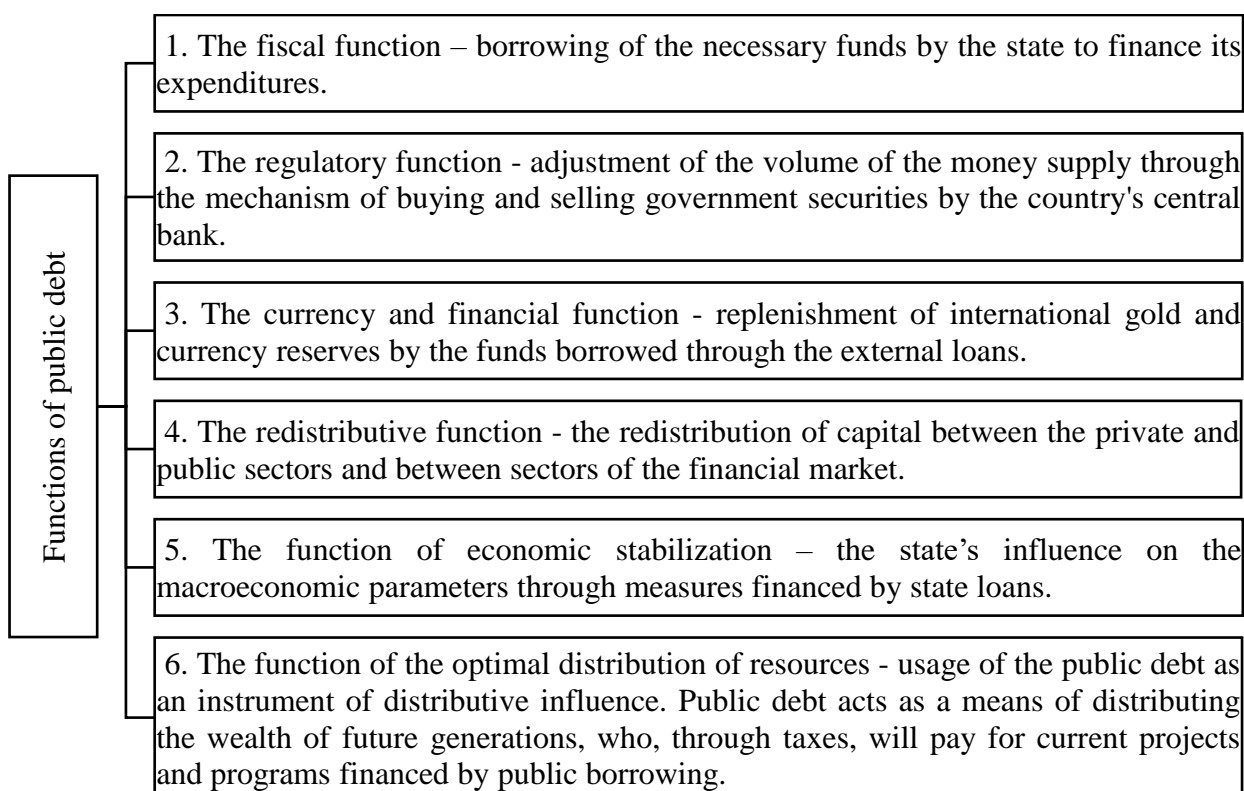 Functions of public debt
1. The fiscal function – borrowing of the necessary funds by the state to finance its
expenditures.
2. The regulatory function - adjustment of the volume of the money supply through
the mechanism of buying and selling government securities by the country's central
bank.
3. The currency and financial function - replenishment of international gold and
currency reserves by the funds borrowed through the external loans.
4. The redistributive function - the redistribution of capital between the private and
public sectors and between sectors of the financial market.
5. The function of economic stabilization – the state’s influence on the
macroeconomic parameters through measures financed by state loans.
6. The function of the optimal distribution of resources - usage of the public debt as
an instrument of distributive influence. Public debt acts as a means of distributing
the wealth of future generations, who, through taxes, will pay for current projects
and programs financed by public borrowing.